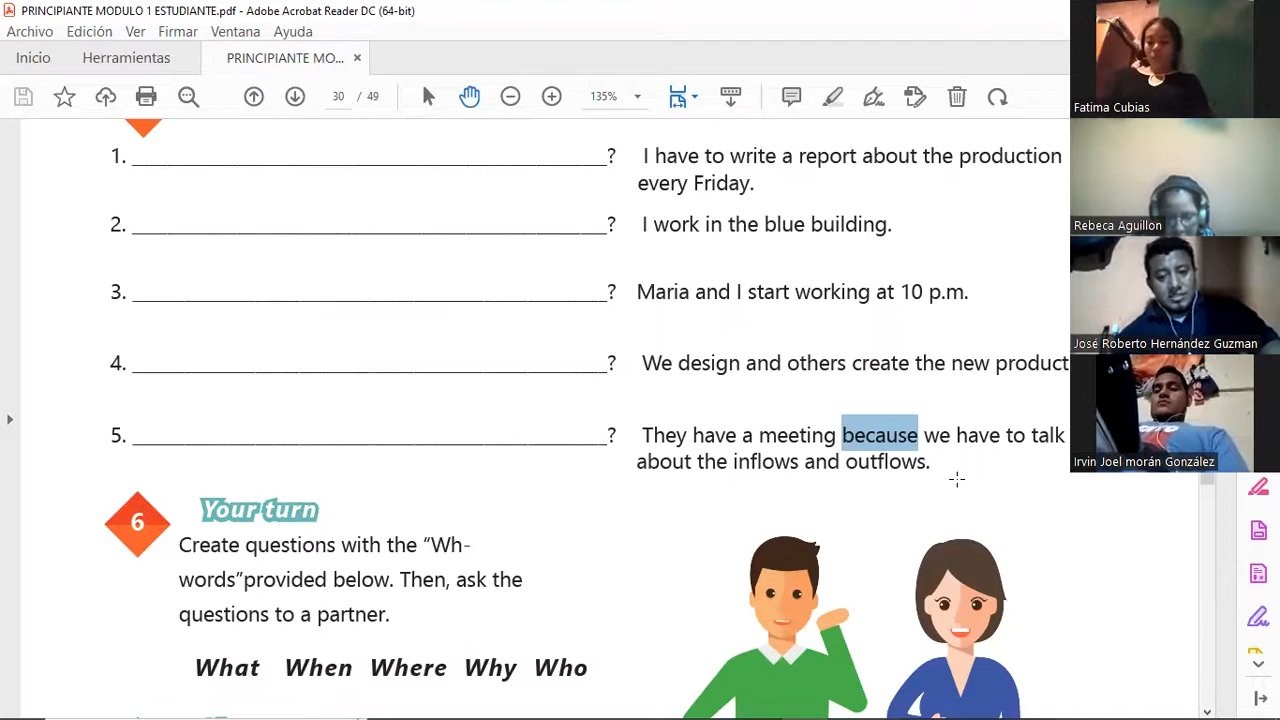 PRINCIPIANTE MODULO 1 ESTUDIANTE.pdf - Adobe Acrobat Reader DC (64-bit)
Archivo Edición Ver Firmar Ventana Ayuda
Inicio Herramientas PRINCIPIANTE MO... ×
30 / 49 135%
1. ________________________________________? I have to write a report about the production
every Friday.
2. ________________________________________? I work in the blue building.
3. ________________________________________? Maria and I start working at 10 p.m.
4. ________________________________________? We design and others create the new product
5. ________________________________________? They have a meeting because we have to talk
about the inflows and outflows.
6 Your turn
Create questions with the “Wh-
words”provided below. Then, ask the
questions to a partner.
What When Where Why Who
Fatima Cubias
Rebeca Aguillon
José Roberto Hernández Guzman
Irvin Joel morán González